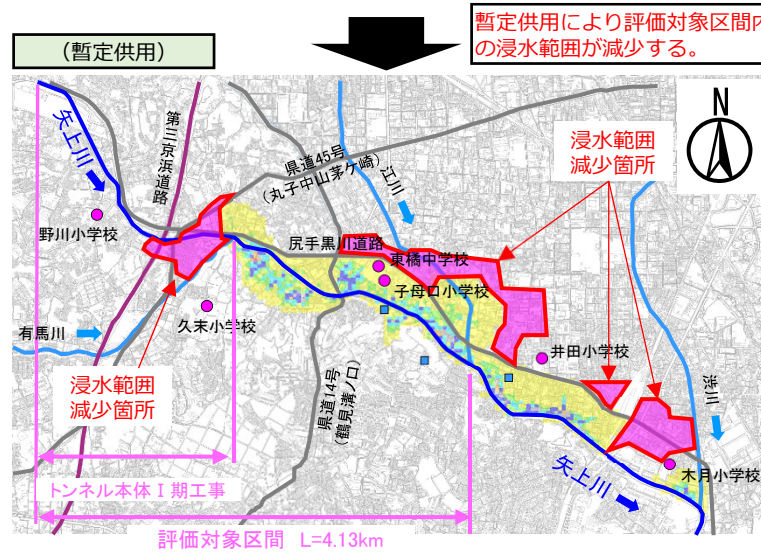 (暫定供用)
暫定供用により評価対象区間内
の浸水範囲が減少する。
N
矢上川
第三京浜道路
県道45号
(丸子中山茅ケ崎)
江川
浸水範囲
減少箇所
野川小学校
尻手黒川道路
東橘中学校
子母口小学校
久末小学校
有馬川
井田小学校
浸水範囲
減少箇所
県道14号
(鶴見溝ノ口)
渋川
木月小学校
矢上川
トンネル本体Ⅰ期工事
評価対象区間 L=4.13km